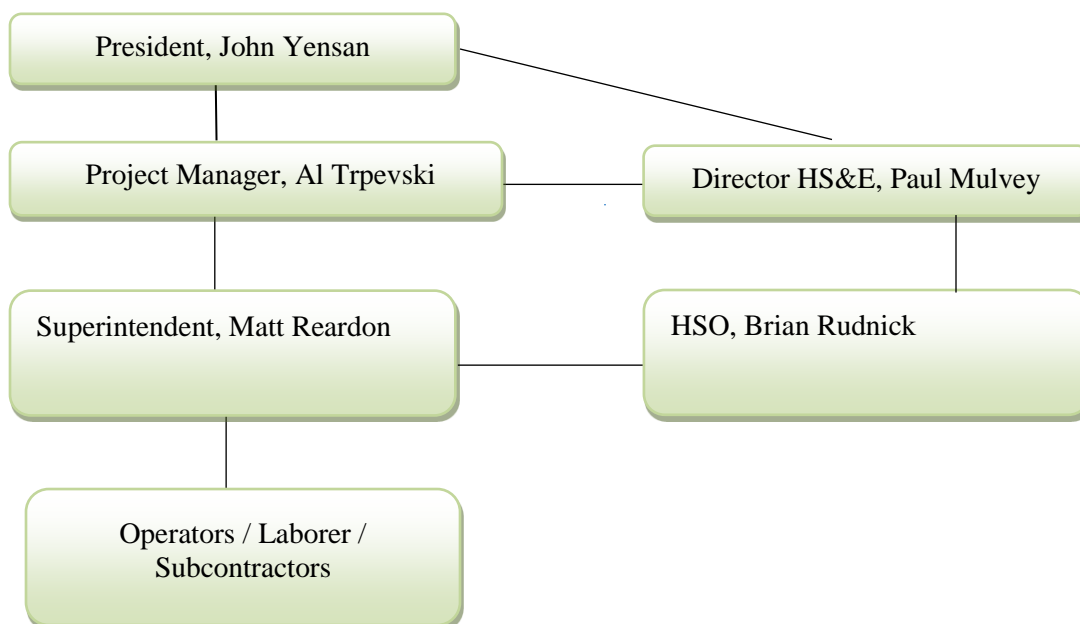 President, John Yensan
Project Manager, Al Trpevski
Director HS&E, Paul Mulvey
Superintendent, Matt Reardon
HSO, Brian Rudnick
Operators / Laborer /
Subcontractors